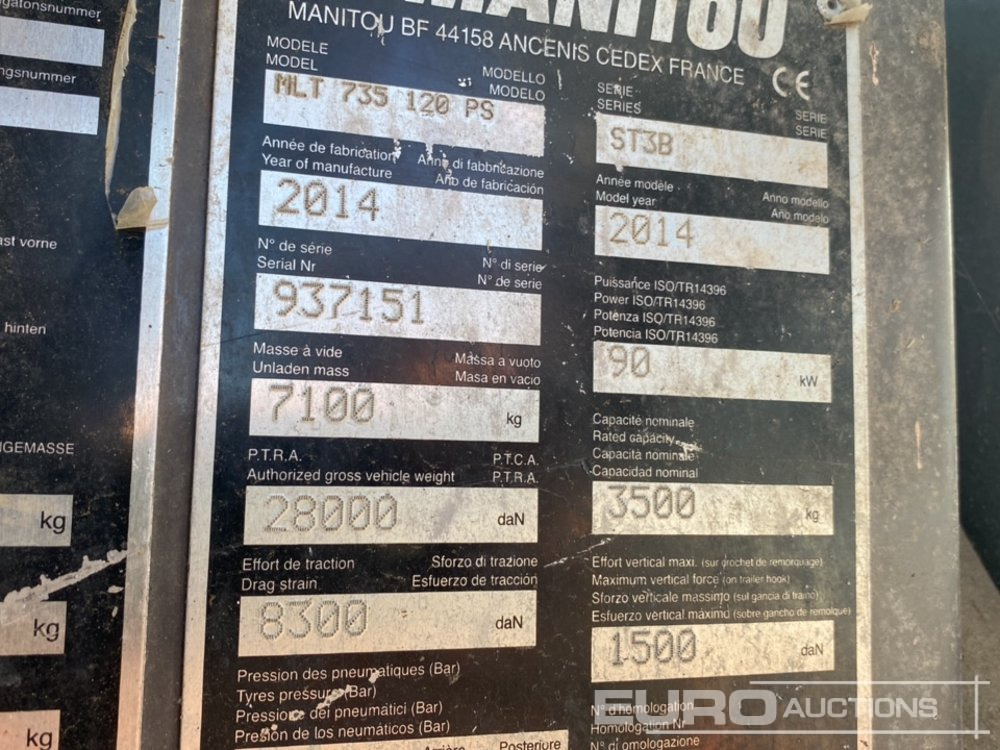 gatonsnummer
ngsnummer
ast vorne
hinten
NGEMASSE
kg
kg
kg
MANITOU
MANITOU BF 44158 ANCENIS CEDEX FRANCE
CE
MODELE
MODEL
MODELLO
MODELO
MLT 735 120 PS
SERIE
SERIES
SERIE
SERIE
ST3B
Année de fabrication
Year of manufacture
Anno di fabbricazione
Año de fabricación
2014
Année modèle
Model year
Anno modello
Año modelo
2014
N° de série
Serial Nr
N° di serie
N° de serie
937151
Puissance ISO/TR14396
Power ISO/TR14396
Potenza ISO/TR14396
Potencia ISO/TR14396
90 kW
Masse à vide
Unladen mass
Massa a vuoto
Masa en vacio
7100 kg
Capacité nominale
Rated capacity
Capacita nominale
Capacidad nominal
3500 kg
P.T.R.A.
Authorized gross vehicle weight
P.T.C.A.
P.T.R.A.
28000 daN
Effort vertical maxi. (sur crochet de remorquage)
Maximum vertical force (on trailer hook)
Sforzo verticale massimo (sul gancia di traino)
Esfuerzo vertical máximo (sobre gancho de remolque)
1500 daN
Effort de traction
Drag strain
Sforzo di trazione
Esfuerzo de tracción
8300 daN
Pression des pneumatiques (Bar)
Tyres pressure (Bar)
Pressione dei pneumatici (Bar)
Presión de los neumáticos (Bar)
Arrière
Posteriore
N° d'homologation
Homologation Nr
N° di omologazione
EURO AUCTIONS